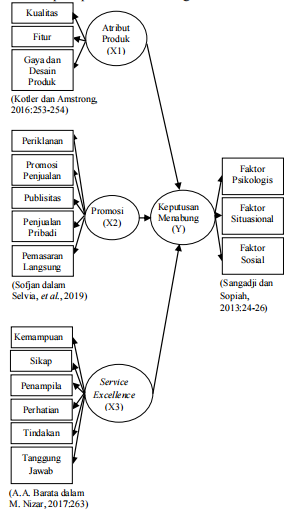 Kualitas
Fitur
Gaya dan
Desain
Produk
(Kotler dan Amstrong,
2016:253-254)
Atribut
Produk
(X1)
Periklanan
Promosi
Penjualan
Publisitas
Penjualan
Pribadi
Pemasaran
Langsung
(Sofjan dalam
Selvia, et al., 2019)
Promosi
(X2)
Keputusan
Menabung
(Y)
Faktor
Psikologis
Faktor
Situasional
Faktor
Sosial
(Sangadji dan
Sopiah,
2013:24-26)
Kemampuan
Sikap
Penampila
Perhatian
Tindakan
Tanggung
Jawab
(A.A. Barata dalam
M. Nizar, 2017:263)
Service
Excellence
(X3)